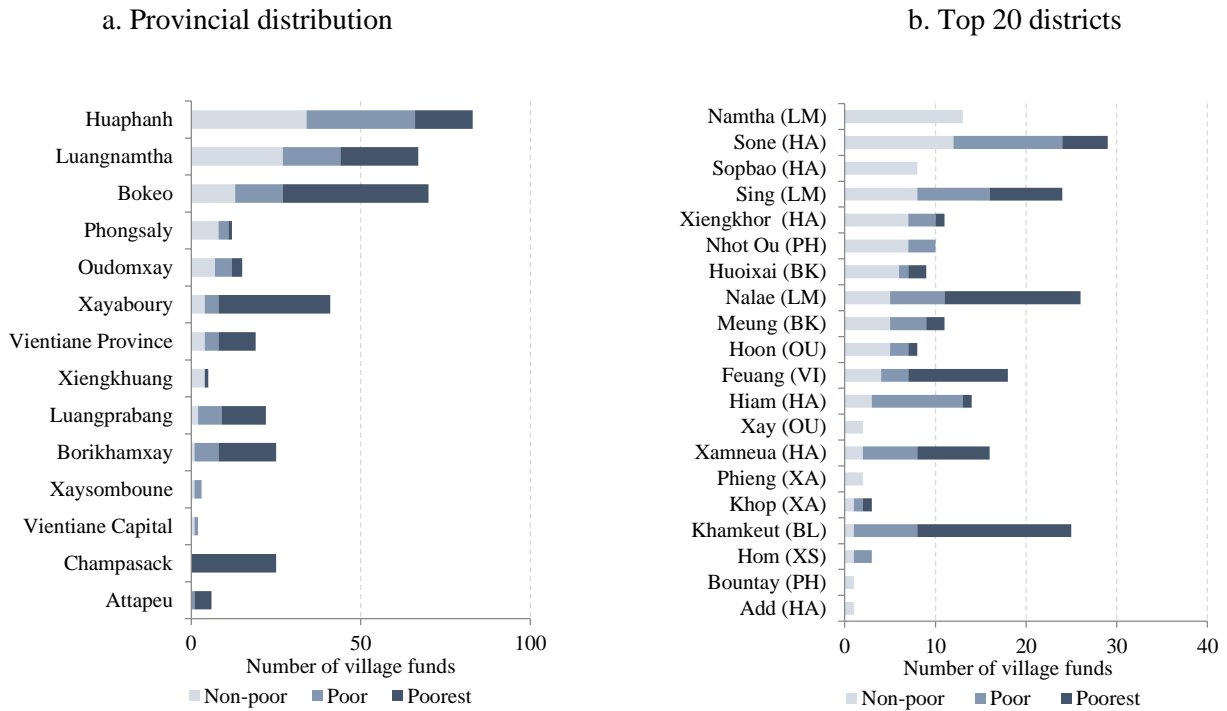 a. Provincial distribution
Huaphanh
Luangnamtha
Bokeo
Phongsaly
Oudomxay
Xayaboury
Vientiane Province
Xiengkhuang
Luangprabang
Borikhamxay
Xaysomboune
Vientiane Capital
Champasack
Attapeu
0 50 100
Number of village funds
Non-poor Poor Poorest
b. Top 20 districts
Namtha (LM)
Sone (HA)
Sopbao (HA)
Sing (LM)
Xiengkhor (HA)
Nhot Ou (PH)
Huoixai (BK)
Nalae (LM)
Meung (BK)
Hoon (OU)
Feuang (VI)
Hiam (HA)
Xay (OU)
Xamneua (HA)
Phieng (XA)
Khop (XA)
Khamkeut (BL)
Hom (XS)
Bountay (PH)
Add (HA)
0 10 20 30 40
Number of village funds
Non-poor Poor Poorest